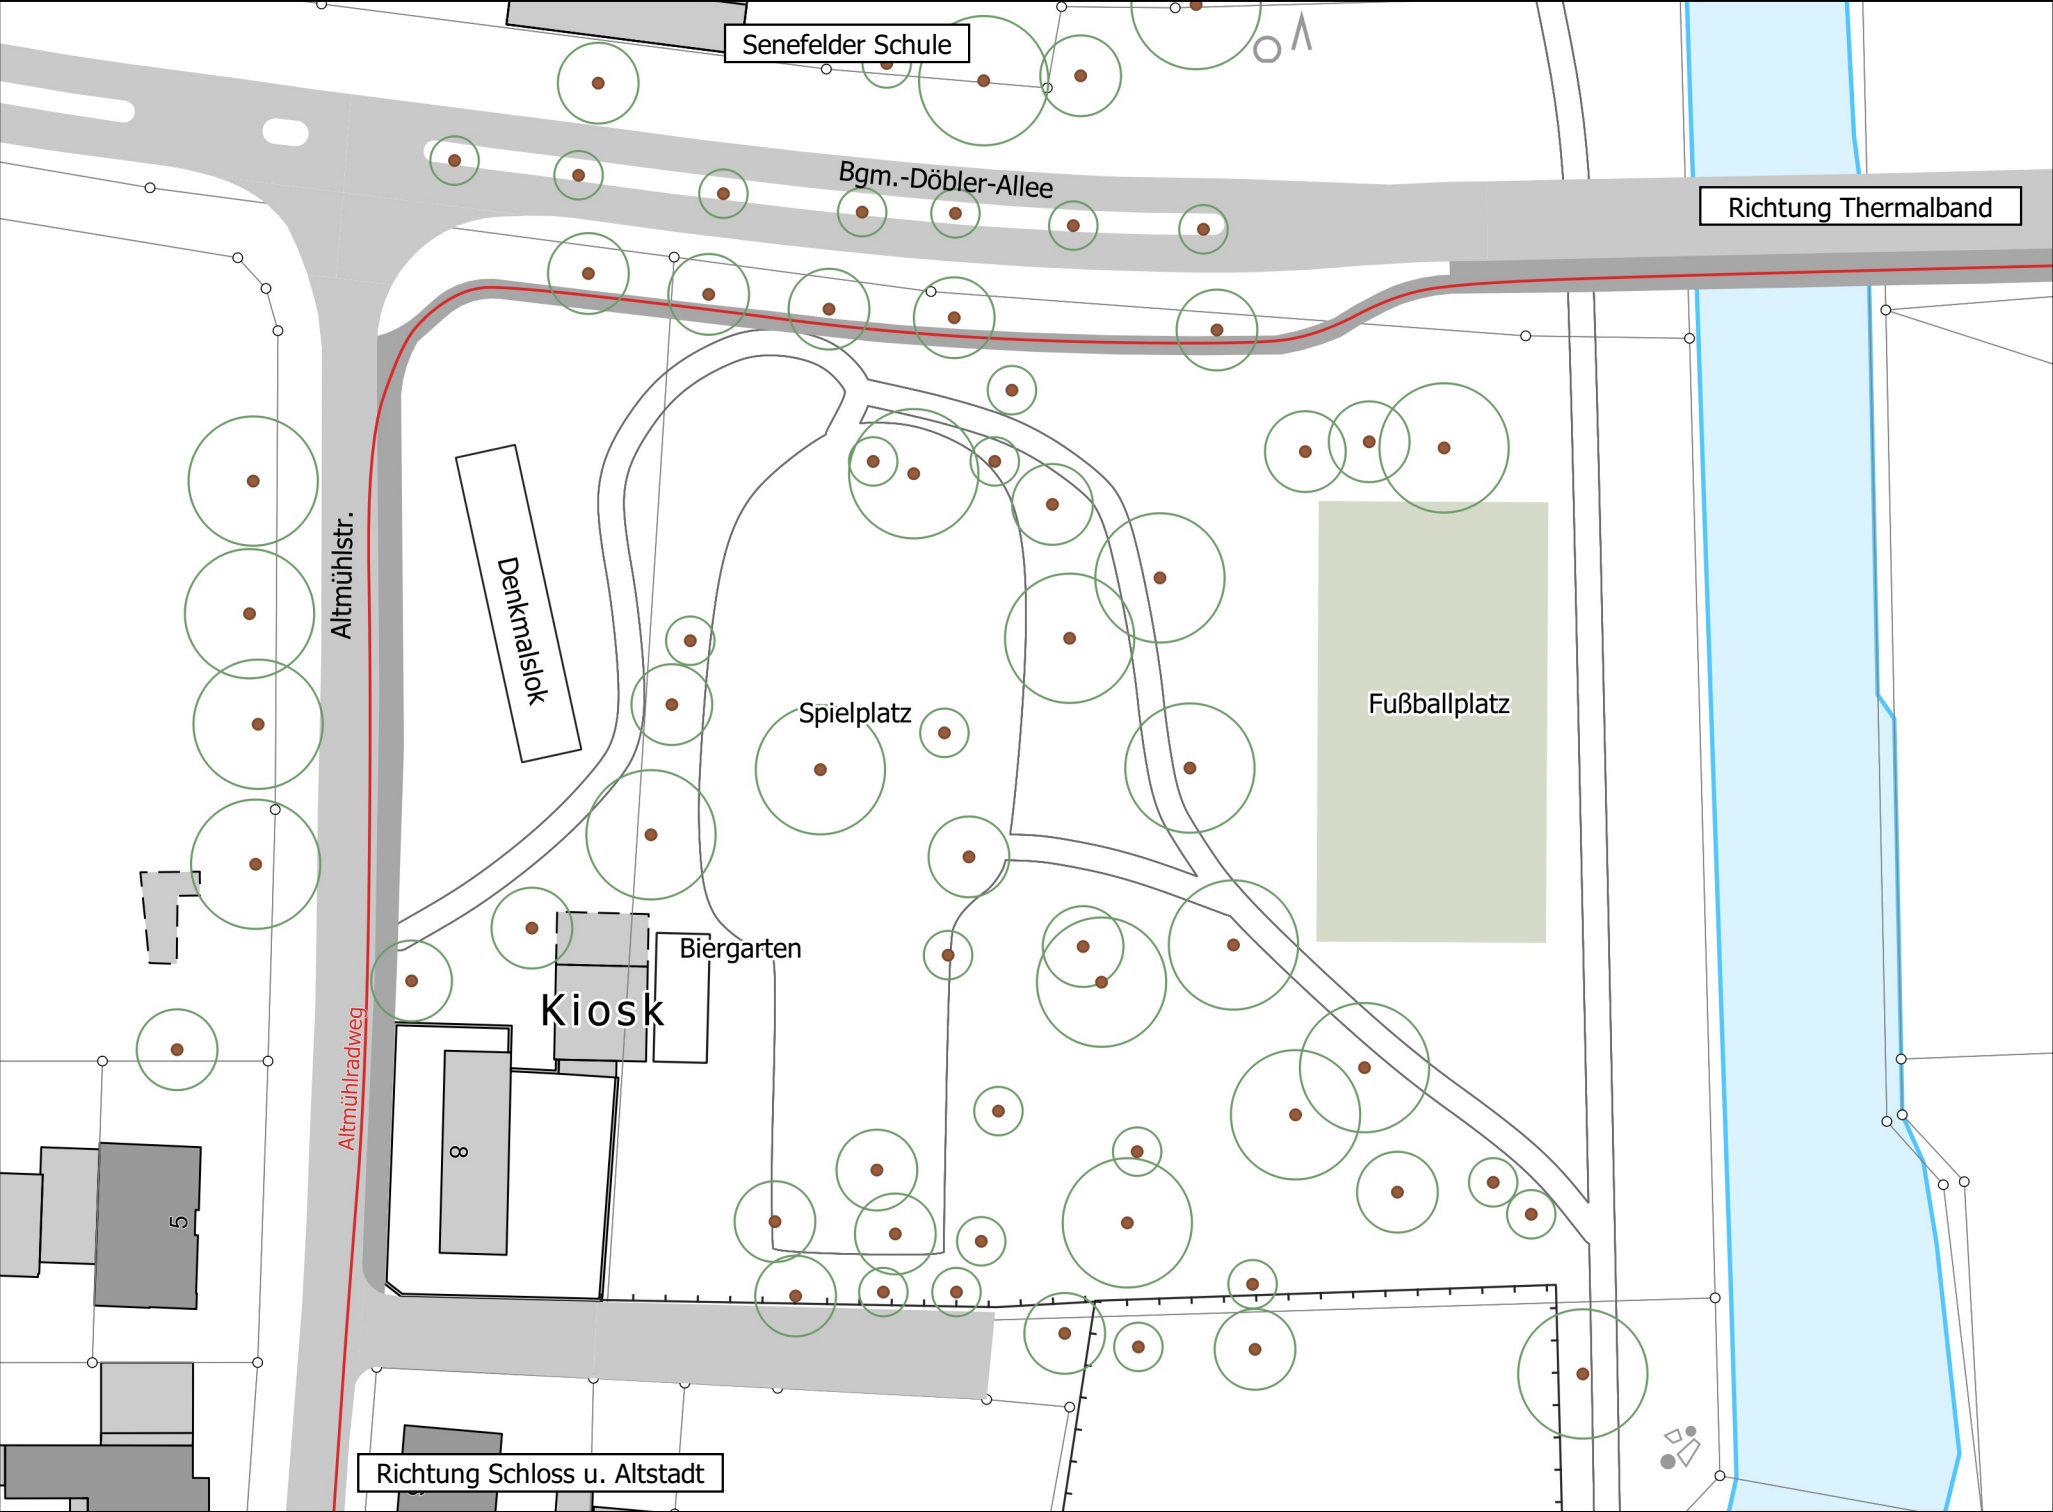 Senefelder Schule
Bgm.-Döbler-Allee
Richtung Thermalband
Altmühlstr.
Denkmalslok
Spielplatz
Fußballplatz
Biergarten
Kiosk
Altmühlradweg
8
5
Richtung Schloss u. Altstadt